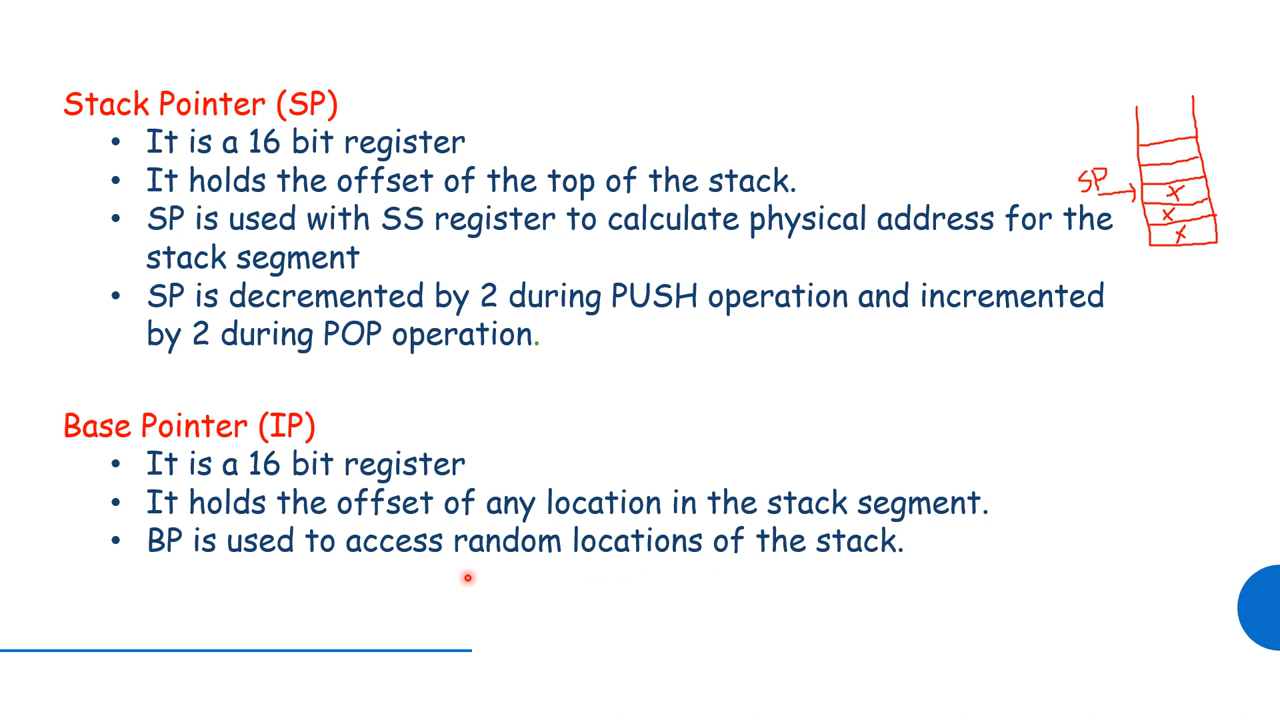 Stack Pointer (SP)
• It is a 16 bit register
• It holds the offset of the top of the stack.
SP
• SP is used with SS register to calculate physical address for the
stack segment
• SP is decremented by 2 during PUSH operation and incremented
by 2 during POP operation.
Base Pointer (IP)
• It is a 16 bit register
• It holds the offset of any location in the stack segment.
• BP is used to access random locations of the stack.